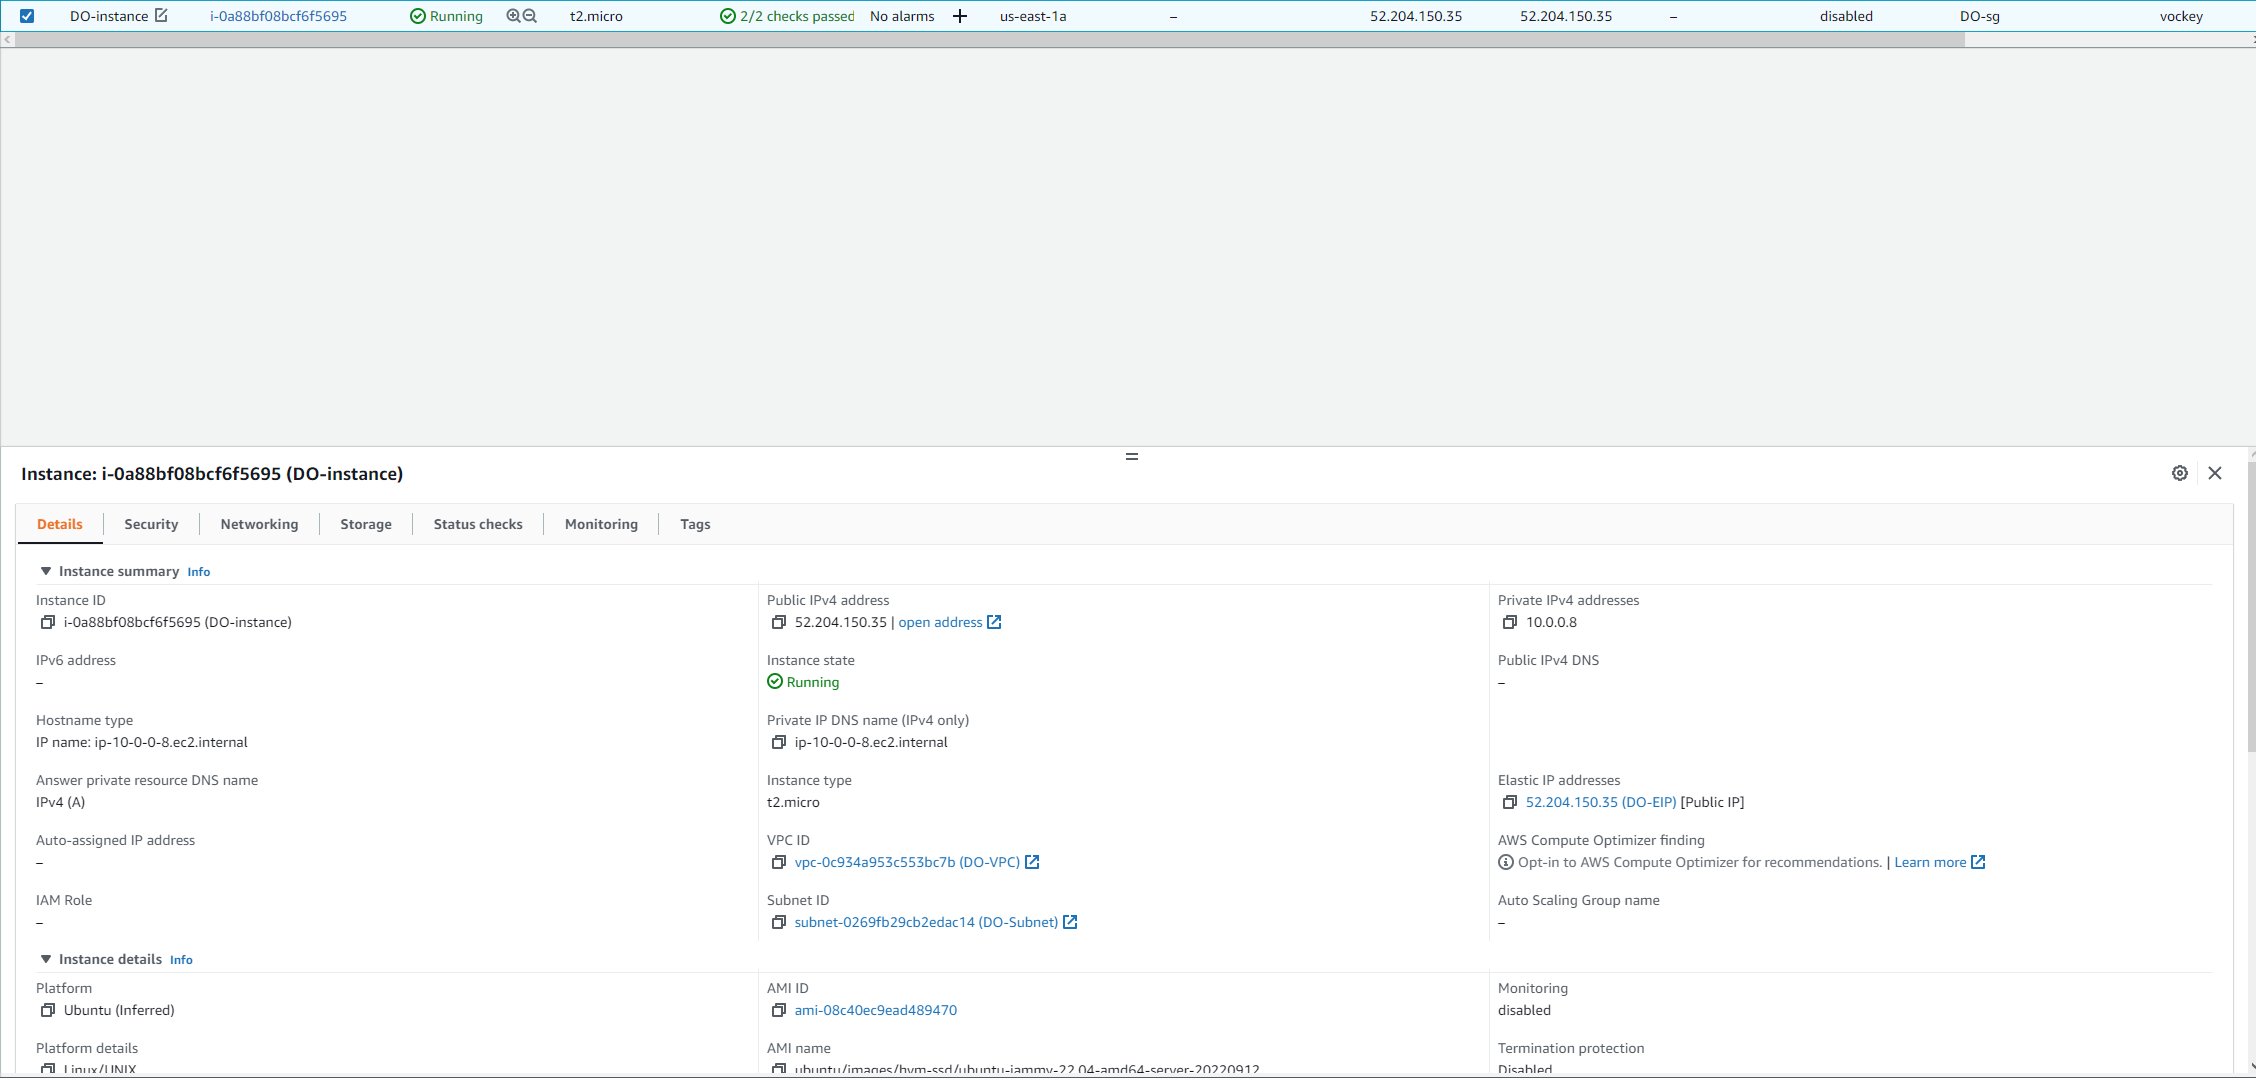 DO-instance i-0a88bf08bcf6f5695 Running t2.micro 2/2 checks passed No alarms + us-east-1a – 52.204.150.35 52.204.150.35 – disabled DO-sg vockey
Instance: i-0a88bf08bcf6f5695 (DO-instance)
Details Security Networking Storage Status checks Monitoring Tags
Instance summary Info
Instance ID Public IPv4 address Private IPv4 addresses
i-0a88bf08bcf6f5695 (DO-instance) 52.204.150.35 | open address 10.0.0.8
IPv6 address Instance state Public IPv4 DNS
– Running –
Hostname type Private IP DNS name (IPv4 only)
IP name: ip-10-0-0-8.ec2.internal ip-10-0-0-8.ec2.internal
Answer private resource DNS name Instance type Elastic IP addresses
IPv4 (A) t2.micro 52.204.150.35 (DO-EIP) [Public IP]
Auto-assigned IP address VPC ID AWS Compute Optimizer finding
– vpc-0c934a953c553bc7b (DO-VPC) Opt-in to AWS Compute Optimizer for recommendations. | Learn more
IAM Role Subnet ID Auto Scaling Group name
– subnet-0269fb29cb2edac14 (DO-Subnet) –
Instance details Info
Platform AMI ID Monitoring
Ubuntu (Inferred) ami-08c40ec9ead489470 disabled
Platform details AMI name Termination protection
Linux/UNIX ubuntu/images/hvm-ssd/ubuntu-jammy-22.04-amd64-server-20220912 Disabled